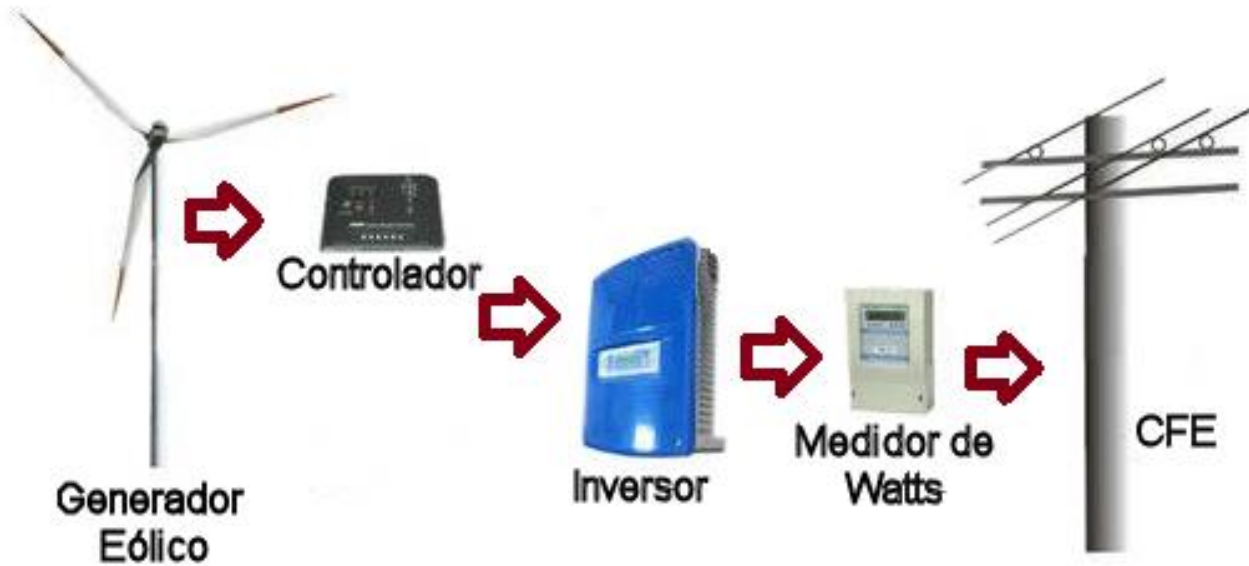 Controlador
CFE
Medidor de
Watts
Inversor
Generador
Eólico